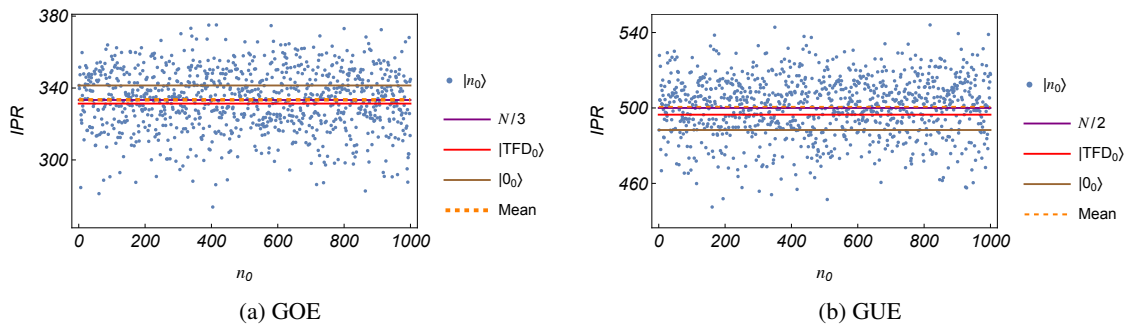 380
340
300
IPR
0
200
400
600
800
1000
n₀
|n₀⟩
N/3
|TFD₀⟩
|0₀⟩
Mean
(a) GOE
540
500
460
IPR
0
200
400
600
800
1000
n₀
|n₀⟩
N/2
|TFD₀⟩
|0₀⟩
Mean
(b) GUE